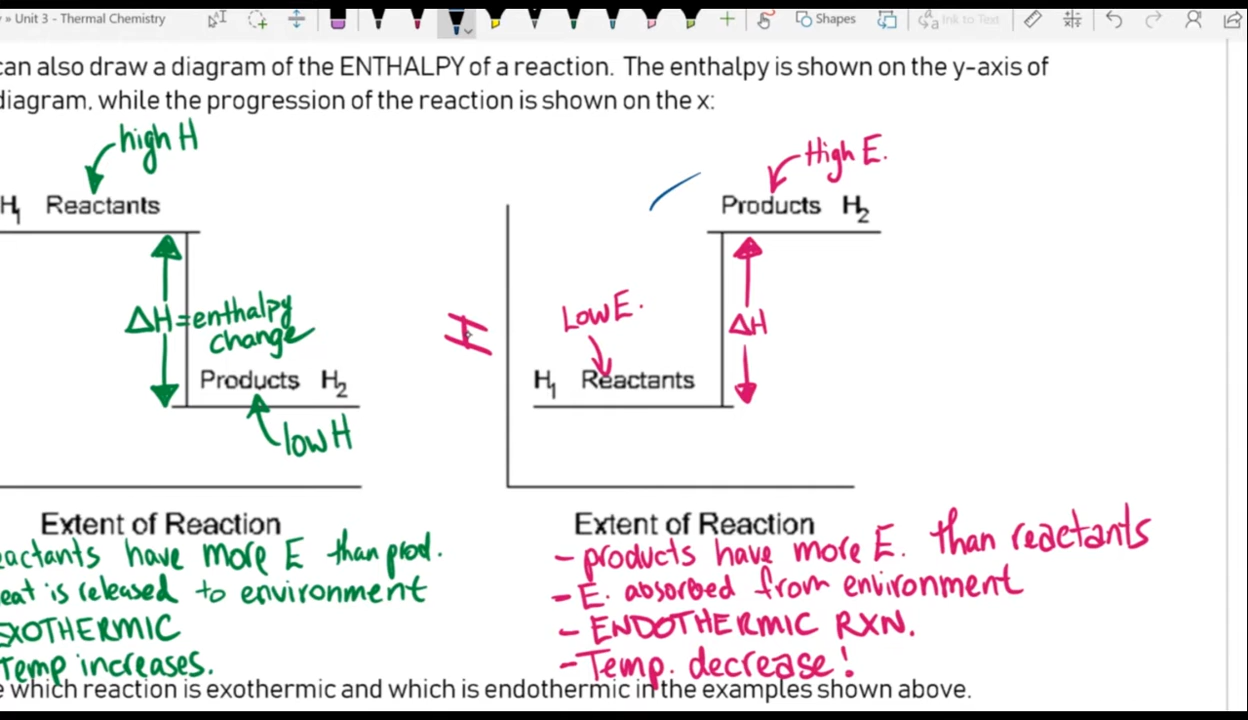 » Unit 3 - Thermal Chemistry
Shapes
Ink to Text
can also draw a diagram of the ENTHALPY of a reaction. The enthalpy is shown on the y-axis of
diagram, while the progression of the reaction is shown on the x:
high H
H₁ Reactants
ΔH = enthalpy
change
Products H₂
low H
Extent of Reaction
eactants have more E than prod.
eat is released to environment
EXOTHERMIC
Temp increases.
High E.
Products H₂
Low E.
H
ΔH
H₁ Reactants
Extent of Reaction
- products have more E. than reactants
- E. absorbed from environment
- ENDOTHERMIC RXN.
- Temp. decrease!
e which reaction is exothermic and which is endothermic in the examples shown above.